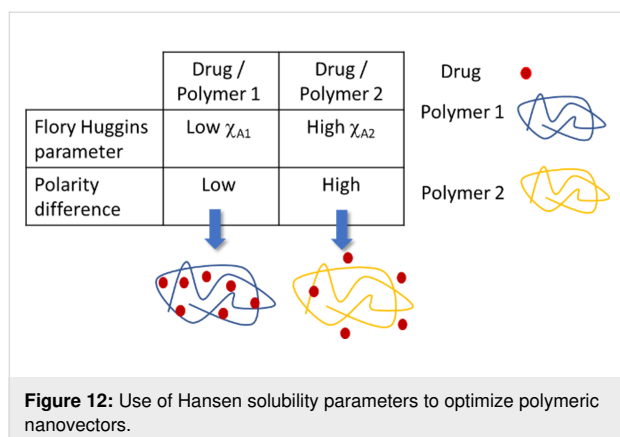 Drug / Polymer 1
Drug / Polymer 2
Flory Huggins parameter
Low χA1
High χA2
Polarity difference
Low
High
Drug
Polymer 1
Polymer 2
Figure 12: Use of Hansen solubility parameters to optimize polymeric
nanovectors.